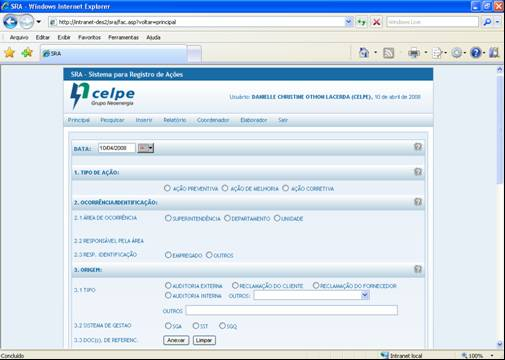 SRA - Windows Internet Explorer
http://intranet-des2/sra/fac.asp?voltar=principal
Windows Live
Arquivo Editar Exibir Favoritos Ferramentas Ajuda
SRA
SRA - Sistema para Registro de Ações
celpe
Grupo Neoenergia
Usuário: DANIELLE CHRISTINE OTHON LACERDA (CELPE), 10 de abril de 2008
Principal Pesquisar Inserir Relatório Coordenador Elaborador Sair
DATA: 10/04/2008
1. TIPO DE AÇÃO:
AÇÃO PREVENTIVA AÇÃO DE MELHORIA AÇÃO CORRETIVA
2. OCORRÊNCIA/IDENTIFICAÇÃO:
2.1 ÁREA DE OCORRÊNCIA SUPERINTENDÊNCIA DEPARTAMENTO UNIDADE
2.2 RESPONSÁVEL PELA ÁREA
2.3 RESP. IDENTIFICAÇÃO EMPREGADO OUTROS
3. ORIGEM:
3.1 TIPO AUDITORIA EXTERNA RECLAMAÇÃO DO CLIENTE RECLAMAÇÃO DO FORNECEDOR
AUDITORIA INTERNA OUTROS:
OUTROS
3.2 SISTEMA DE GESTAO SGA SST SGQ
3.3 DOC(s). DE REFERENC. Anexar Limpar
Concluído Intranet local 100%